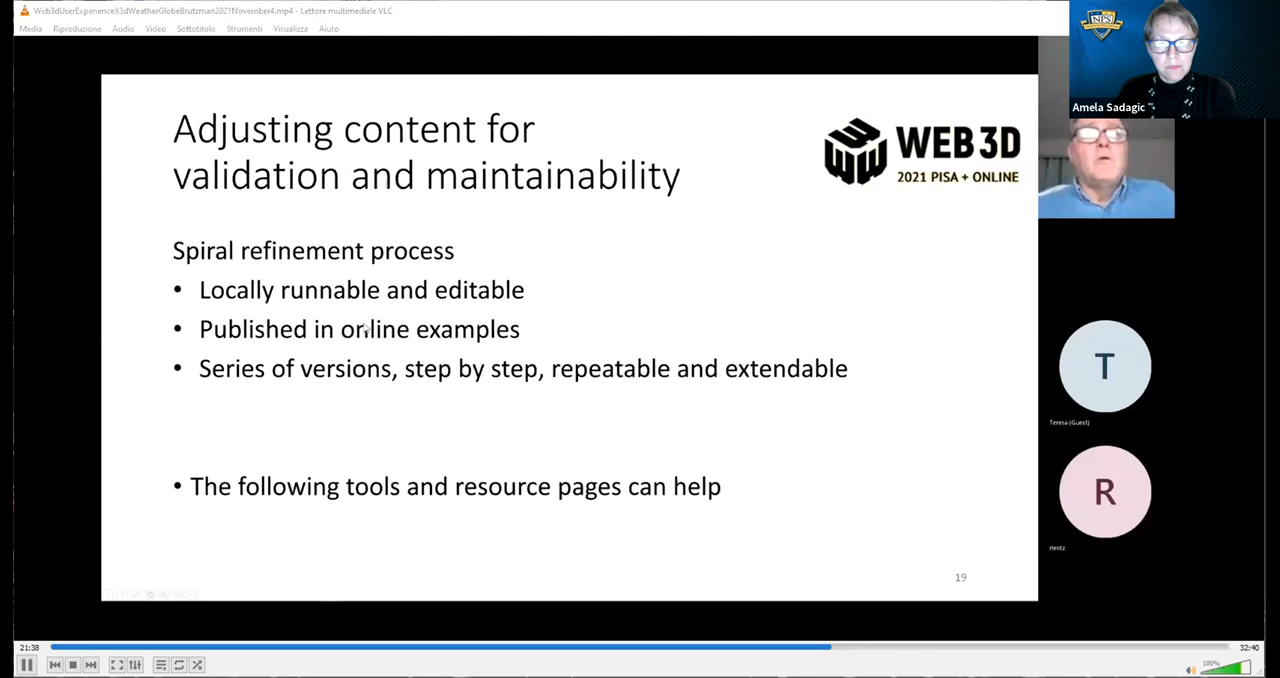 Web3dUserExperienceX3dWeatherGlobeBrutzman2021November4.mp4 - Lettore multimediale VLC
Media Riproduzione Audio Video Sottotitolo Strumenti Visualizza Aiuto
NPS
Amela Sadagic
Adjusting content for
validation and maintainability
WEB 3D
2021 PISA + ONLINE
Spiral refinement process
• Locally runnable and editable
• Published in online examples
• Series of versions, step by step, repeatable and extendable
• The following tools and resource pages can help
19
T
Teresa (Guest)
R
rlentz
21:38
32:40
100%